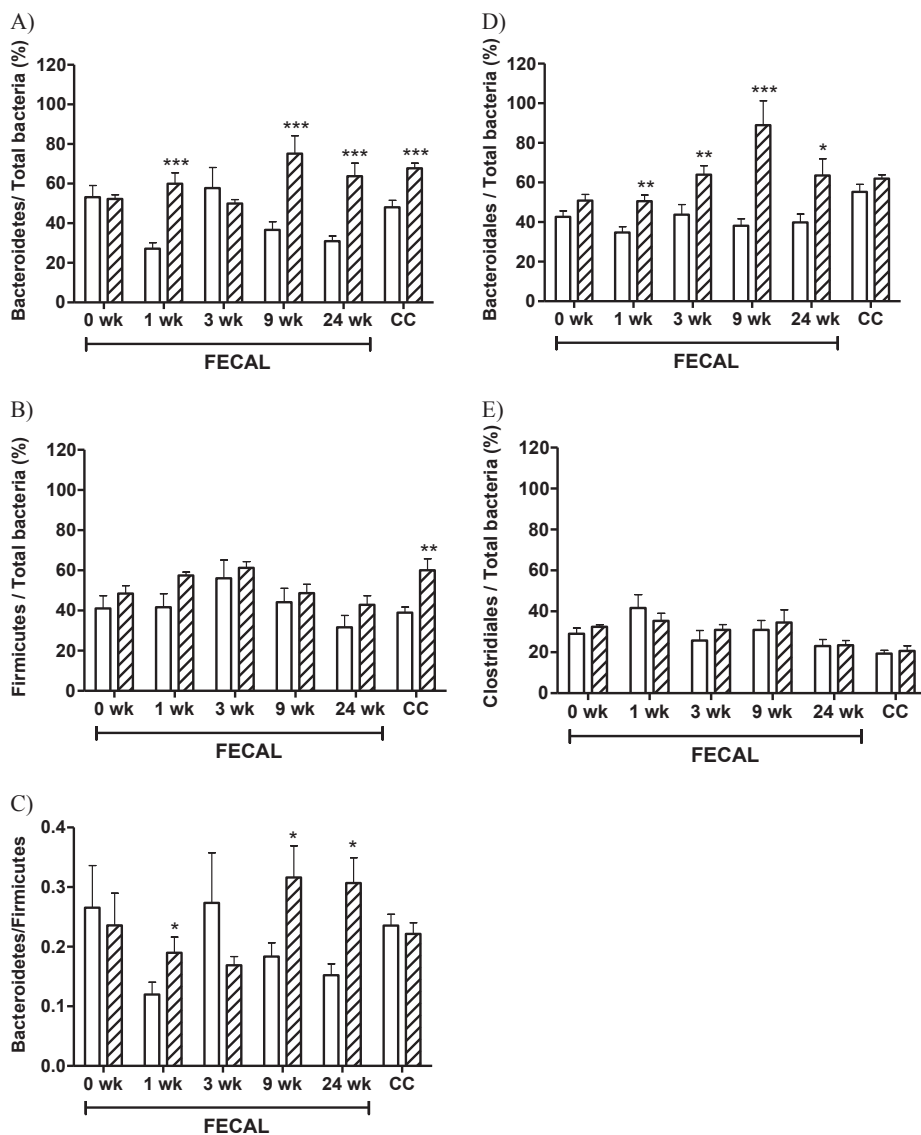 A)
Bacteroidetes/ Total bacteria (%)
120
100
80
60
40
20
0
***
***
***
***
0 wk 1 wk 3 wk 9 wk 24 wk CC
FECAL
B)
Firmicutes / Total bacteria (%)
120
100
80
60
40
20
0
**
0 wk 1 wk 3 wk 9 wk 24 wk CC
FECAL
C)
Bacteroidetes/Firmicutes
0.4
0.3
0.2
0.1
0.0
*
*
*
0 wk 1 wk 3 wk 9 wk 24 wk CC
FECAL
D)
Bacteroidales / Total bacteria (%)
120
100
80
60
40
20
0
**
**
***
*
0 wk 1 wk 3 wk 9 wk 24 wk CC
FECAL
E)
Clostridiales / Total bacteria (%)
120
100
80
60
40
20
0
0 wk 1 wk 3 wk 9 wk 24 wk CC
FECAL